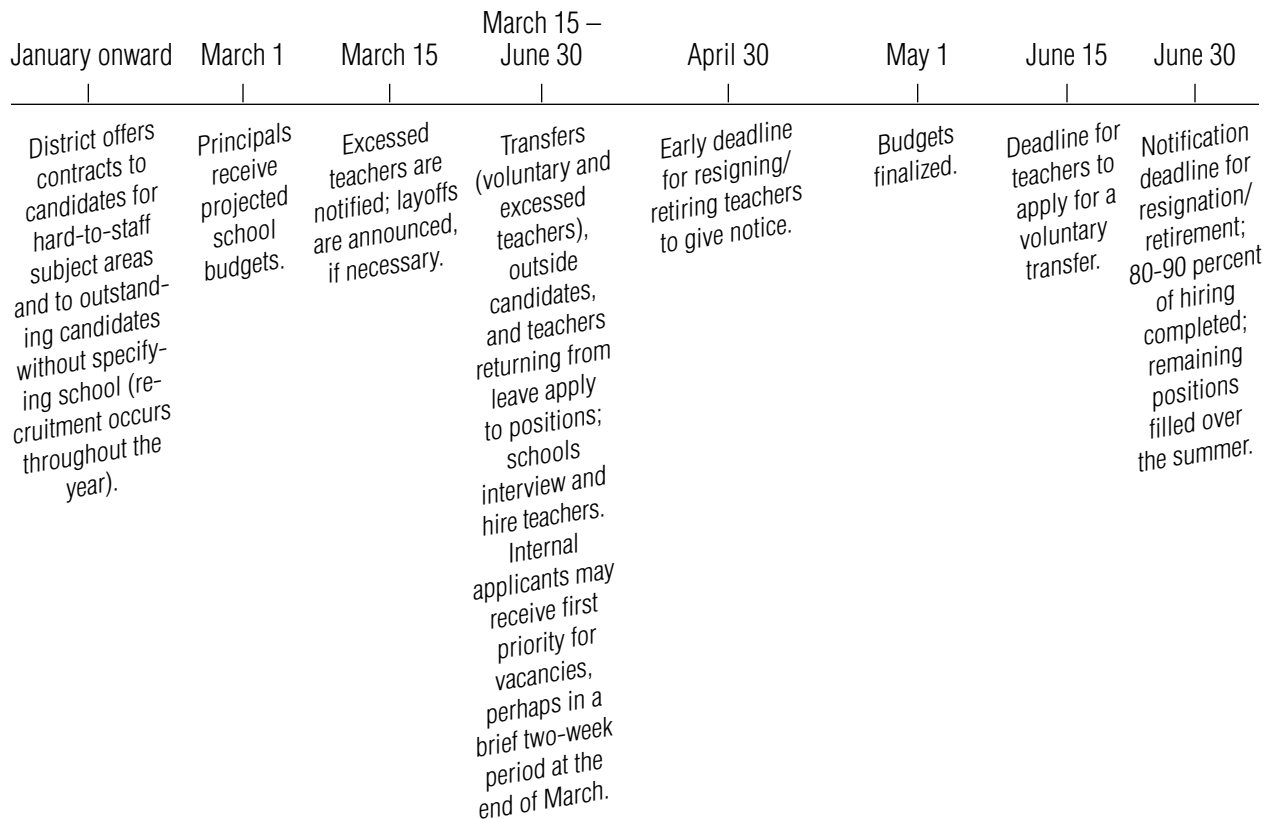 January onward
March 1
March 15
March 15 –
June 30
April 30
May 1
June 15
June 30
District offers
contracts to
candidates for
hard-to-staff
subject areas
and to outstand-
ing candidates
without specify-
ing school (re-
cruitment occurs
throughout the
year).
Principals
receive
projected
school
budgets.
Excessed
teachers are
notified; layoffs
are announced,
if necessary.
Transfers
(voluntary and
excessed
teachers),
outside
candidates,
and teachers
returning from
leave apply
to positions;
schools
interview and
hire teachers.
Internal
applicants may
receive first
priority for
vacancies,
perhaps in a
brief two-week
period at the
end of March.
Early deadline
for resigning/
retiring teachers
to give notice.
Budgets
finalized.
Deadline for
teachers to
apply for a
voluntary
transfer.
Notification
deadline for
resignation/
retirement;
80-90 percent
of hiring
completed;
remaining
positions
filled over
the summer.